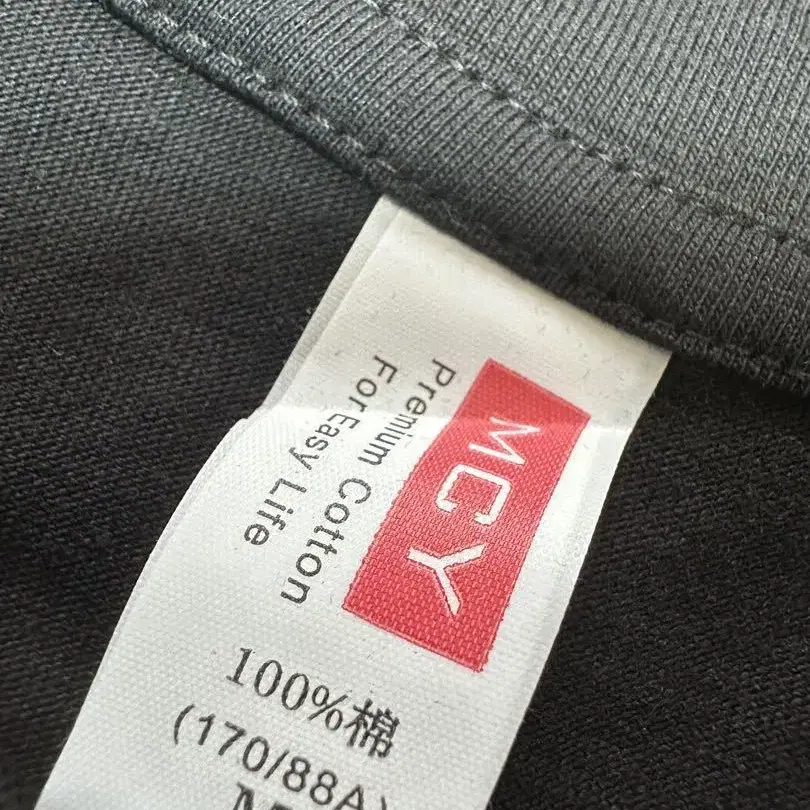 MCY
Premium Cotton
For Easy Life
100%棉
(170/88A)
M